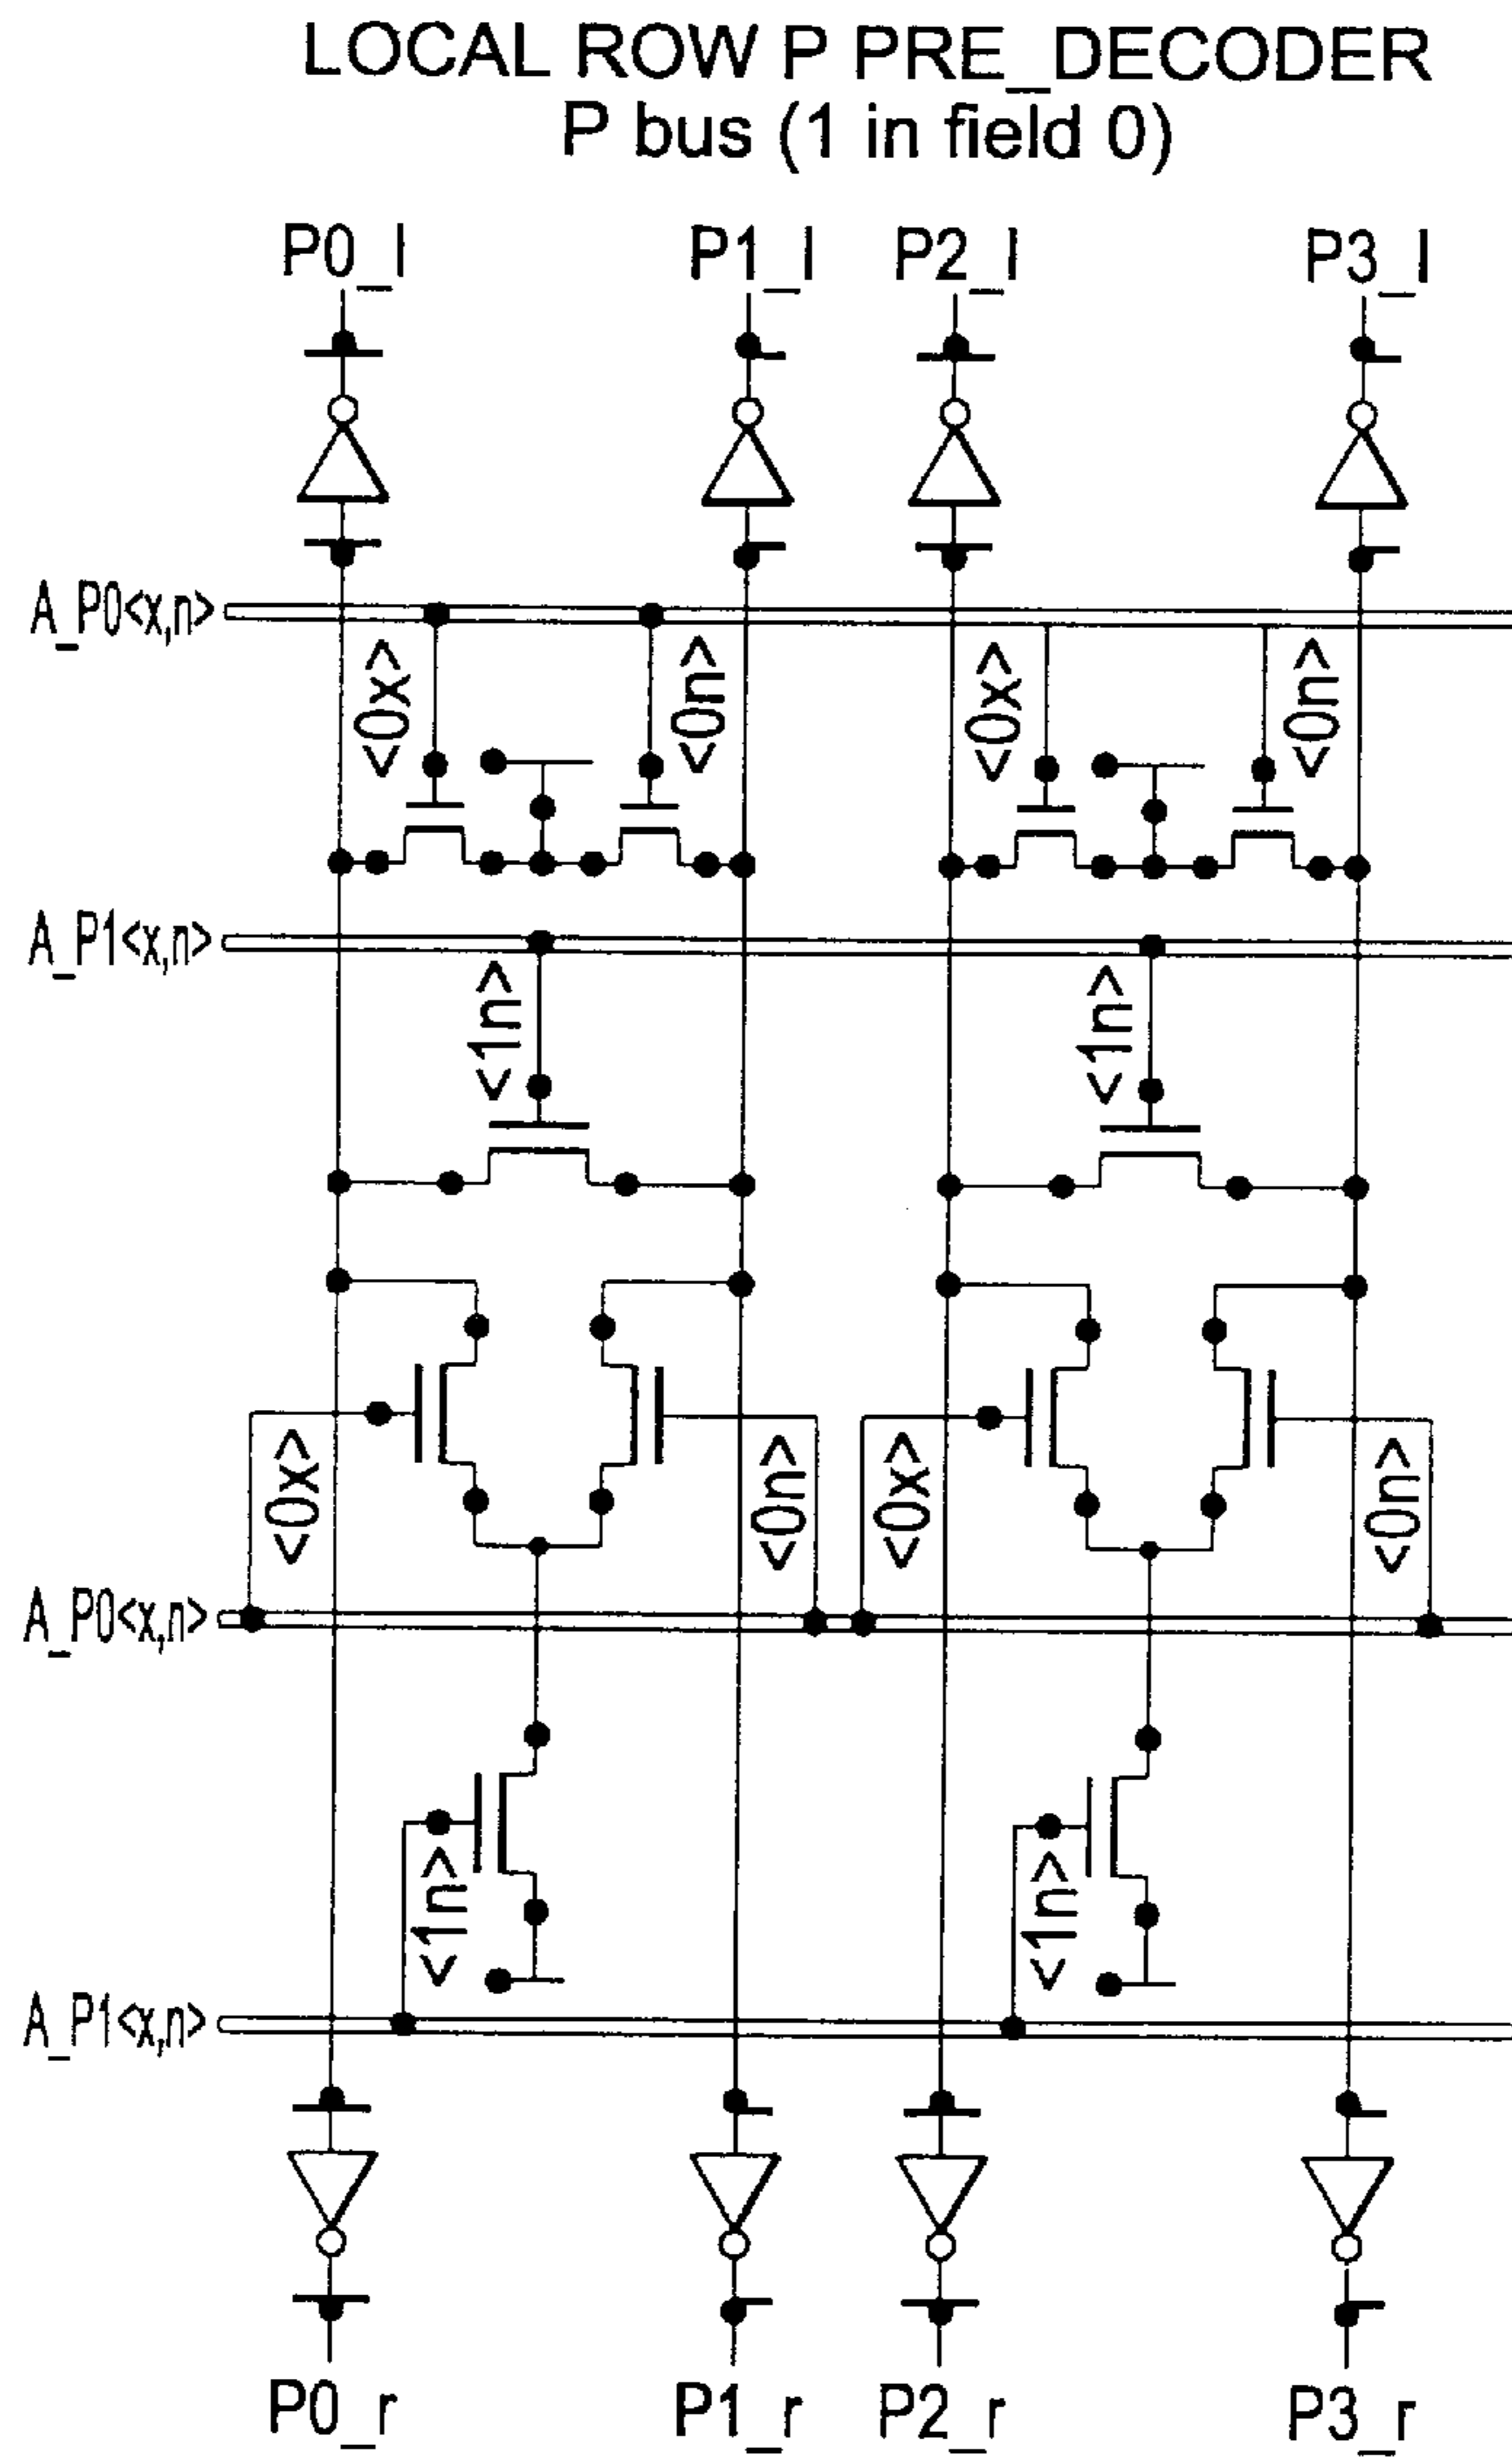 LOCAL ROW P PRE_DECODER
P bus (1 in field 0)
P0_l P1_l P2_l P3_l
A_P0<x,n>
<0x> <0n> <0x> <0n>
A_P1<x,n>
<1n> <1n>
<0x> <0n> <0x> <0n>
A_P0<x,n>
<1n> <1n>
A_P1<x,n>
P0_r P1_r P2_r P3_r